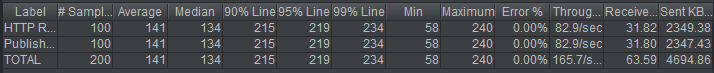 Label # Sampl... Average Median 90% Line 95% Line 99% Line Min Maximum Error % Throug... Receive... Sent KB...
HTTP R... 100 141 134 215 219 234 58 240 0.00% 82.9/sec 31.82 2349.38
Publish... 100 141 134 215 219 234 58 240 0.00% 82.9/sec 31.80 2347.43
TOTAL 200 141 134 215 219 234 58 240 0.00% 165.7/s... 63.59 4694.86